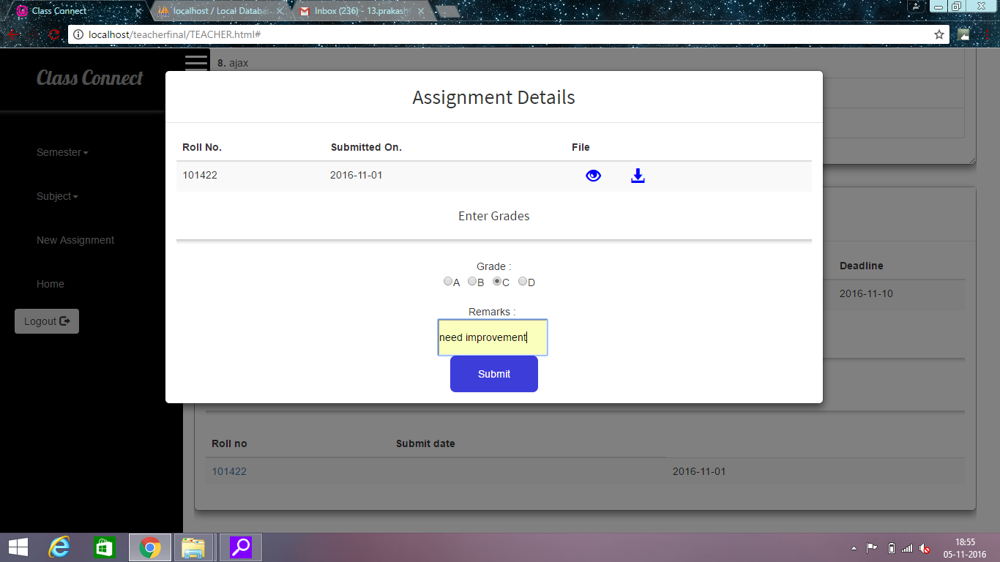 Class Connect
localhost / Local Databas
Inbox (236) - 13.prakash
localhost/teacherfinal/TEACHER.html#
Class Connect
8. ajax
Semester
Subject
New Assignment
Home
Logout
Assignment Details
Roll No. Submitted On. File
101422 2016-11-01
Enter Grades
Grade :
A B C D
Remarks :
need improvement
Submit
Deadline
2016-11-10
Roll no Submit date
101422 2016-11-01
18:55
05-11-2016